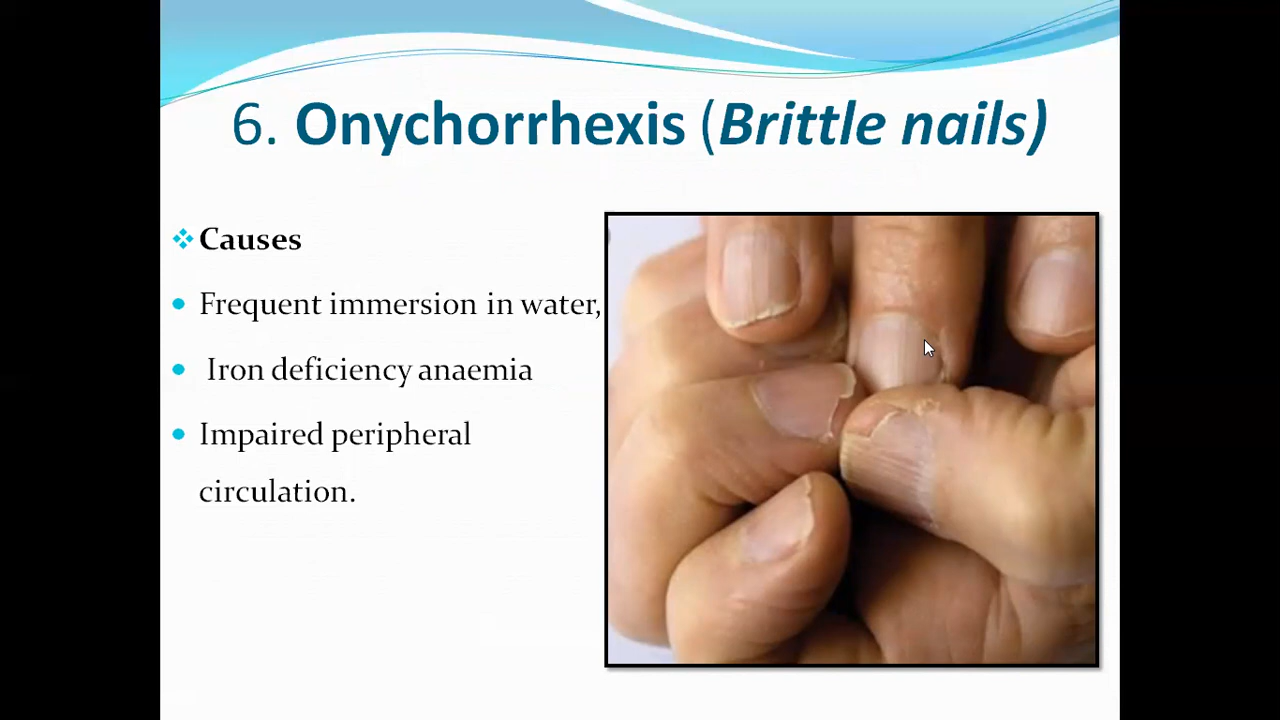 6. Onychorrhexis (Brittle nails)
Causes
Frequent immersion in water,
Iron deficiency anaemia
Impaired peripheral
circulation.